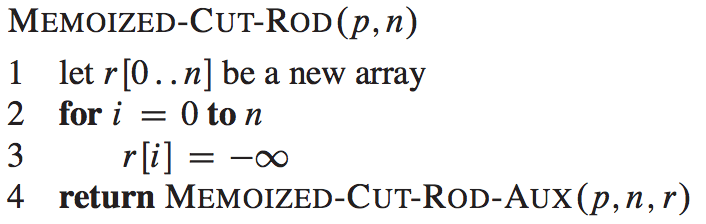 MEMOIZED-CUT-ROD(p, n)
1 let r[0..n] be a new array
2 for i = 0 to n
3 r[i] = −∞
4 return MEMOIZED-CUT-ROD-AUX(p, n, r)